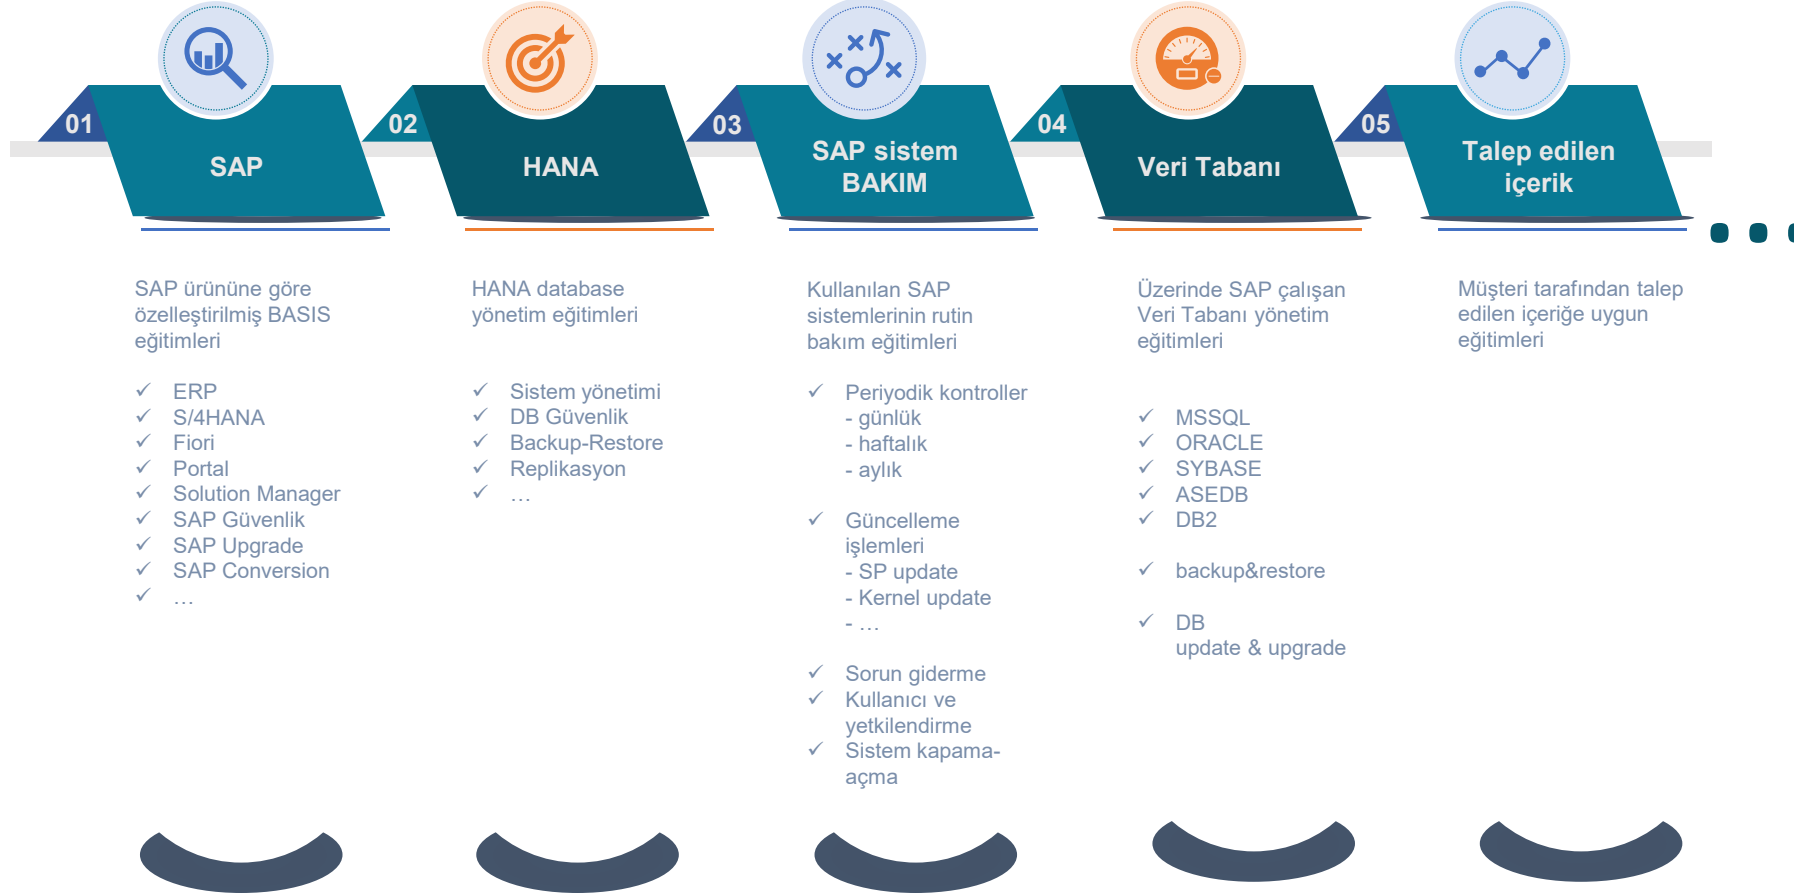 01
SAP
SAP ürününe göre
özelleştirilmiş BASIS
eğitimleri
✓ ERP
✓ S/4HANA
✓ Fiori
✓ Portal
✓ Solution Manager
✓ SAP Güvenlik
✓ SAP Upgrade
✓ SAP Conversion
✓ …
02
HANA
HANA database
yönetim eğitimleri
✓ Sistem yönetimi
✓ DB Güvenlik
✓ Backup-Restore
✓ Replikasyon
✓ …
03
SAP sistem
BAKIM
Kullanılan SAP
sistemlerinin rutin
bakım eğitimleri
✓ Periyodik kontroller
- günlük
- haftalık
- aylık
✓ Güncelleme
işlemleri
- SP update
- Kernel update
- …
✓ Sorun giderme
✓ Kullanıcı ve
yetkilendirme
✓ Sistem kapama-
açma
04
Veri Tabanı
Üzerinde SAP çalışan
Veri Tabanı yönetim
eğitimleri
✓ MSSQL
✓ ORACLE
✓ SYBASE
✓ ASEDB
✓ DB2
✓ backup&restore
✓ DB
update & upgrade
05
Talep edilen
içerik
Müşteri tarafından talep
edilen içeriğe uygun
eğitimleri